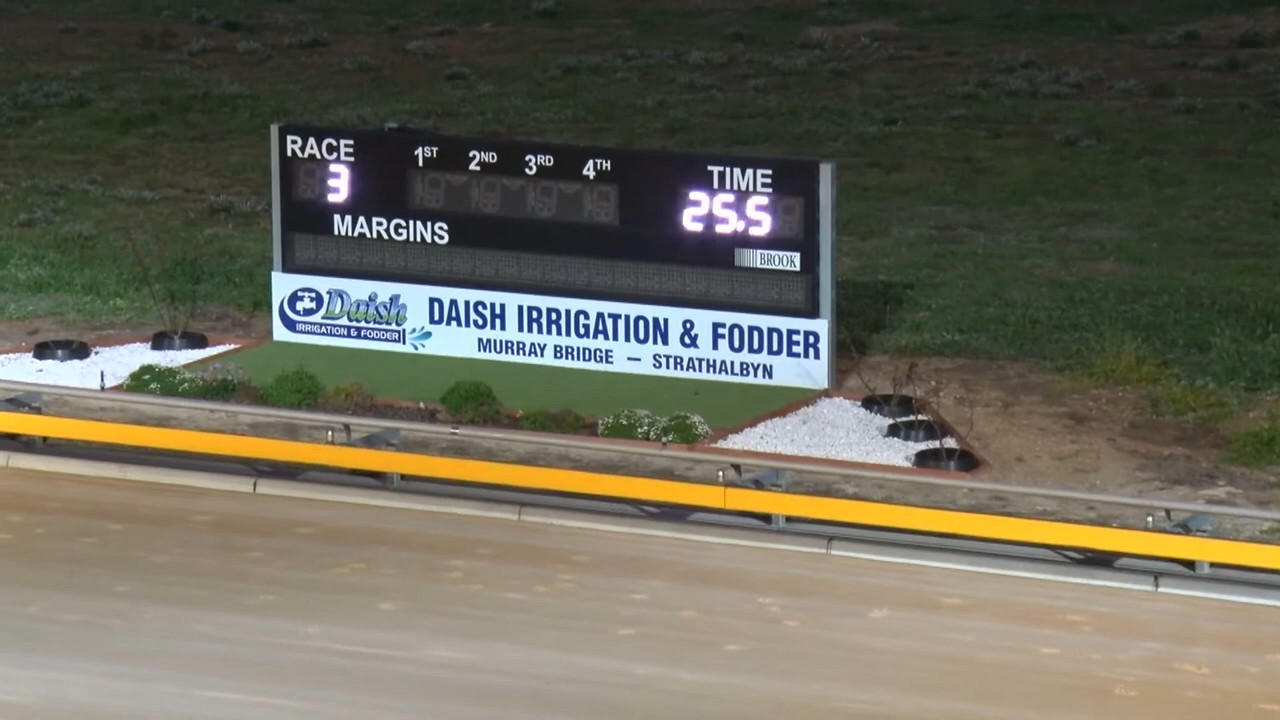 RACE 1ST 2ND 3RD 4TH TIME
3 25.5
MARGINS
BROOK
Daish
IRRIGATION & FODDER
DAISH IRRIGATION & FODDER
MURRAY BRIDGE – STRATHALBYN